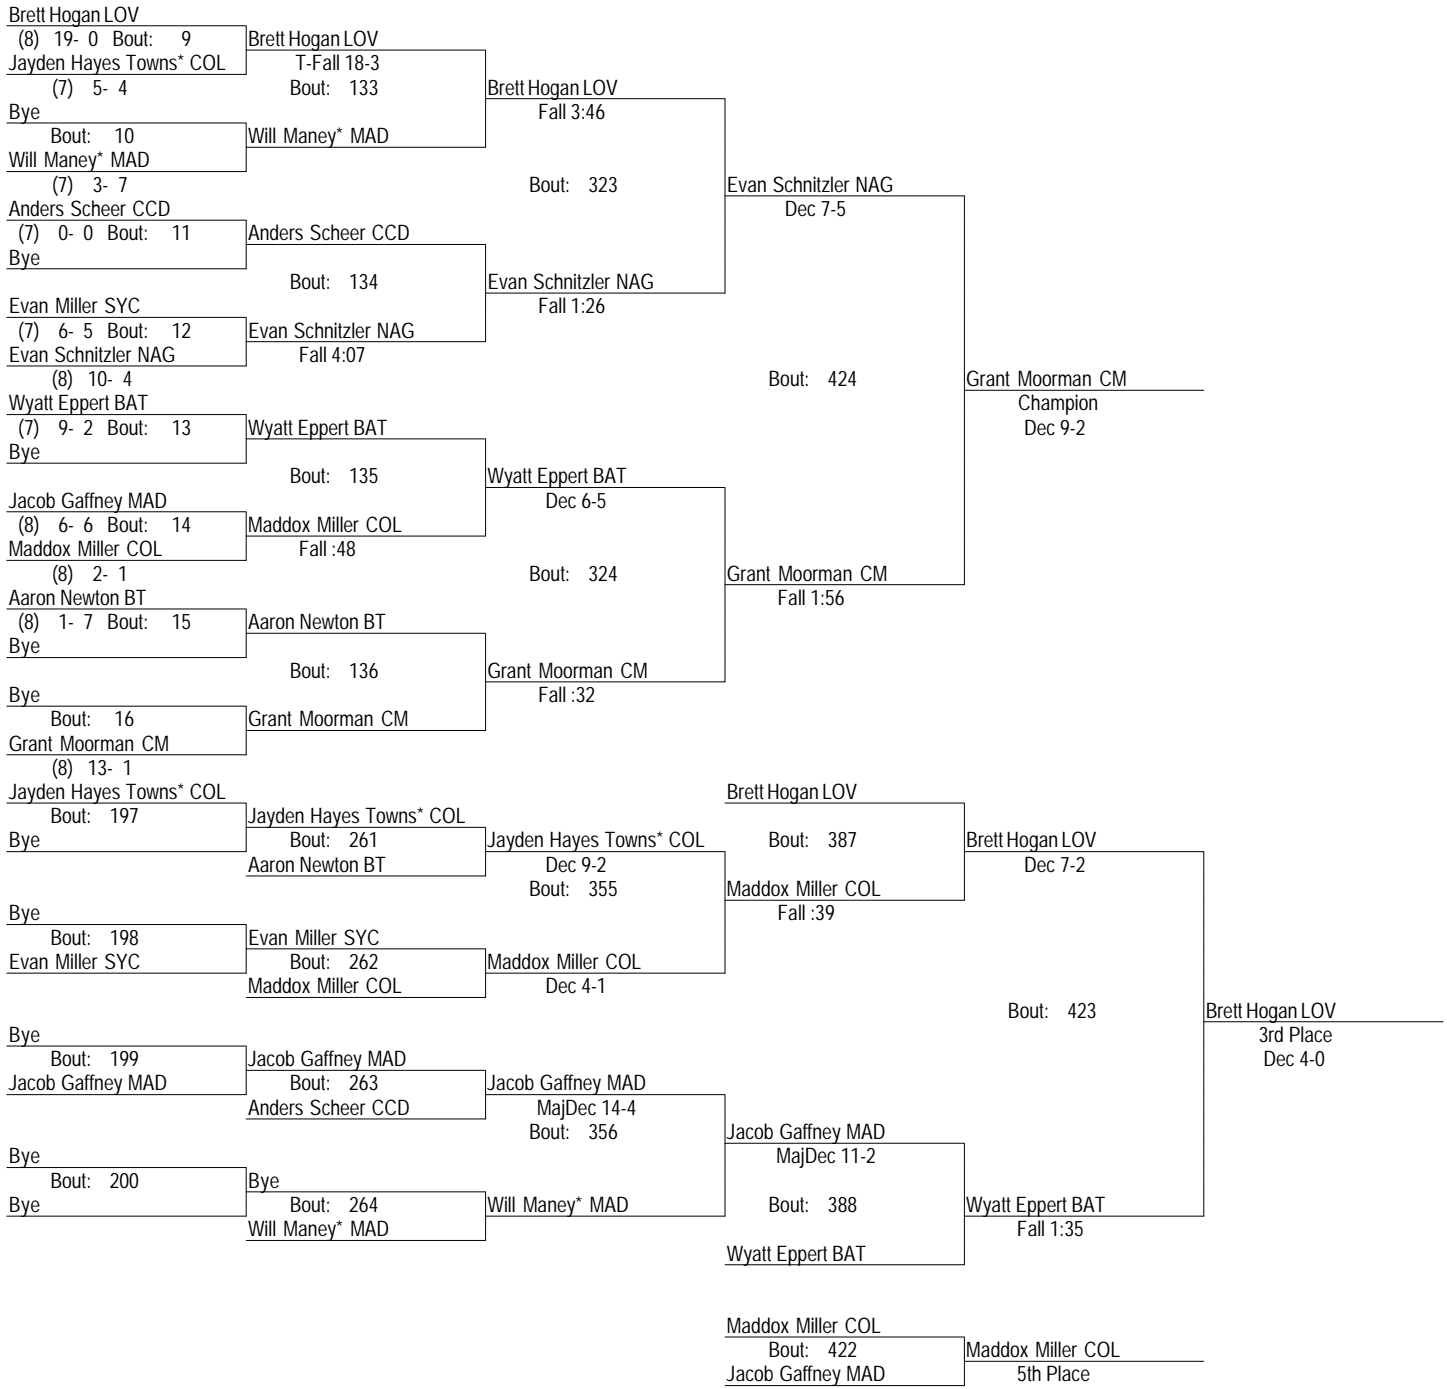 Brett Hogan LOV
(8) 19- 0 Bout: 9
Brett Hogan LOV
Jayden Hayes Towns* COL
T-Fall 18-3
(7) 5- 4
Bout: 133
Brett Hogan LOV
Bye
Fall 3:46
Bout: 10
Will Maney* MAD
Will Maney* MAD
(7) 3- 7
Bout: 323
Evan Schnitzler NAG
Anders Scheer CCD
Dec 7-5
(7) 0- 0 Bout: 11
Anders Scheer CCD
Bye
Bout: 134
Evan Schnitzler NAG
Evan Miller SYC
Fall 1:26
(7) 6- 5 Bout: 12
Evan Schnitzler NAG
Evan Schnitzler NAG
Fall 4:07
(8) 10- 4
Bout: 424
Grant Moorman CM
Wyatt Eppert BAT
Champion
(7) 9- 2 Bout: 13
Wyatt Eppert BAT
Dec 9-2
Bye
Bout: 135
Wyatt Eppert BAT
Jacob Gaffney MAD
Dec 6-5
(8) 6- 6 Bout: 14
Maddox Miller COL
Maddox Miller COL
Fall :48
(8) 2- 1
Bout: 324
Grant Moorman CM
Aaron Newton BT
Fall 1:56
(8) 1- 7 Bout: 15
Aaron Newton BT
Bye
Bout: 136
Grant Moorman CM
Bye
Fall :32
Bout: 16
Grant Moorman CM
Grant Moorman CM
(8) 13- 1
Jayden Hayes Towns* COL
Brett Hogan LOV
Bout: 197
Jayden Hayes Towns* COL
Bye
Bout: 261
Jayden Hayes Towns* COL
Bout: 387
Brett Hogan LOV
Aaron Newton BT
Dec 9-2
Dec 7-2
Bout: 355
Maddox Miller COL
Bye
Fall :39
Bout: 198
Evan Miller SYC
Evan Miller SYC
Bout: 262
Maddox Miller COL
Maddox Miller COL
Dec 4-1
Bout: 423
Brett Hogan LOV
Bye
3rd Place
Bout: 199
Jacob Gaffney MAD
Dec 4-0
Jacob Gaffney MAD
Bout: 263
Jacob Gaffney MAD
Anders Scheer CCD
MajDec 14-4
Bout: 356
Jacob Gaffney MAD
Bye
MajDec 11-2
Bout: 200
Bye
Bye
Bout: 264
Will Maney* MAD
Bout: 388
Wyatt Eppert BAT
Will Maney* MAD
Fall 1:35
Wyatt Eppert BAT
Maddox Miller COL
Bout: 422
Maddox Miller COL
Jacob Gaffney MAD
5th Place